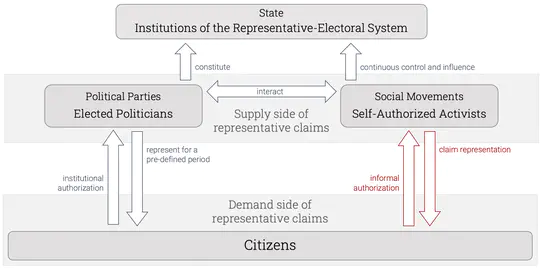 State
Institutions of the Representative-Electoral System
constitute
continuous control and influence
Political Parties
Elected Politicians
interact
Social Movements
Self-Authorized Activists
Supply side of
representative claims
represent for a
pre-defined period
claim representation
institutional
authorization
informal
authorization
Demand side of
representative claims
Citizens